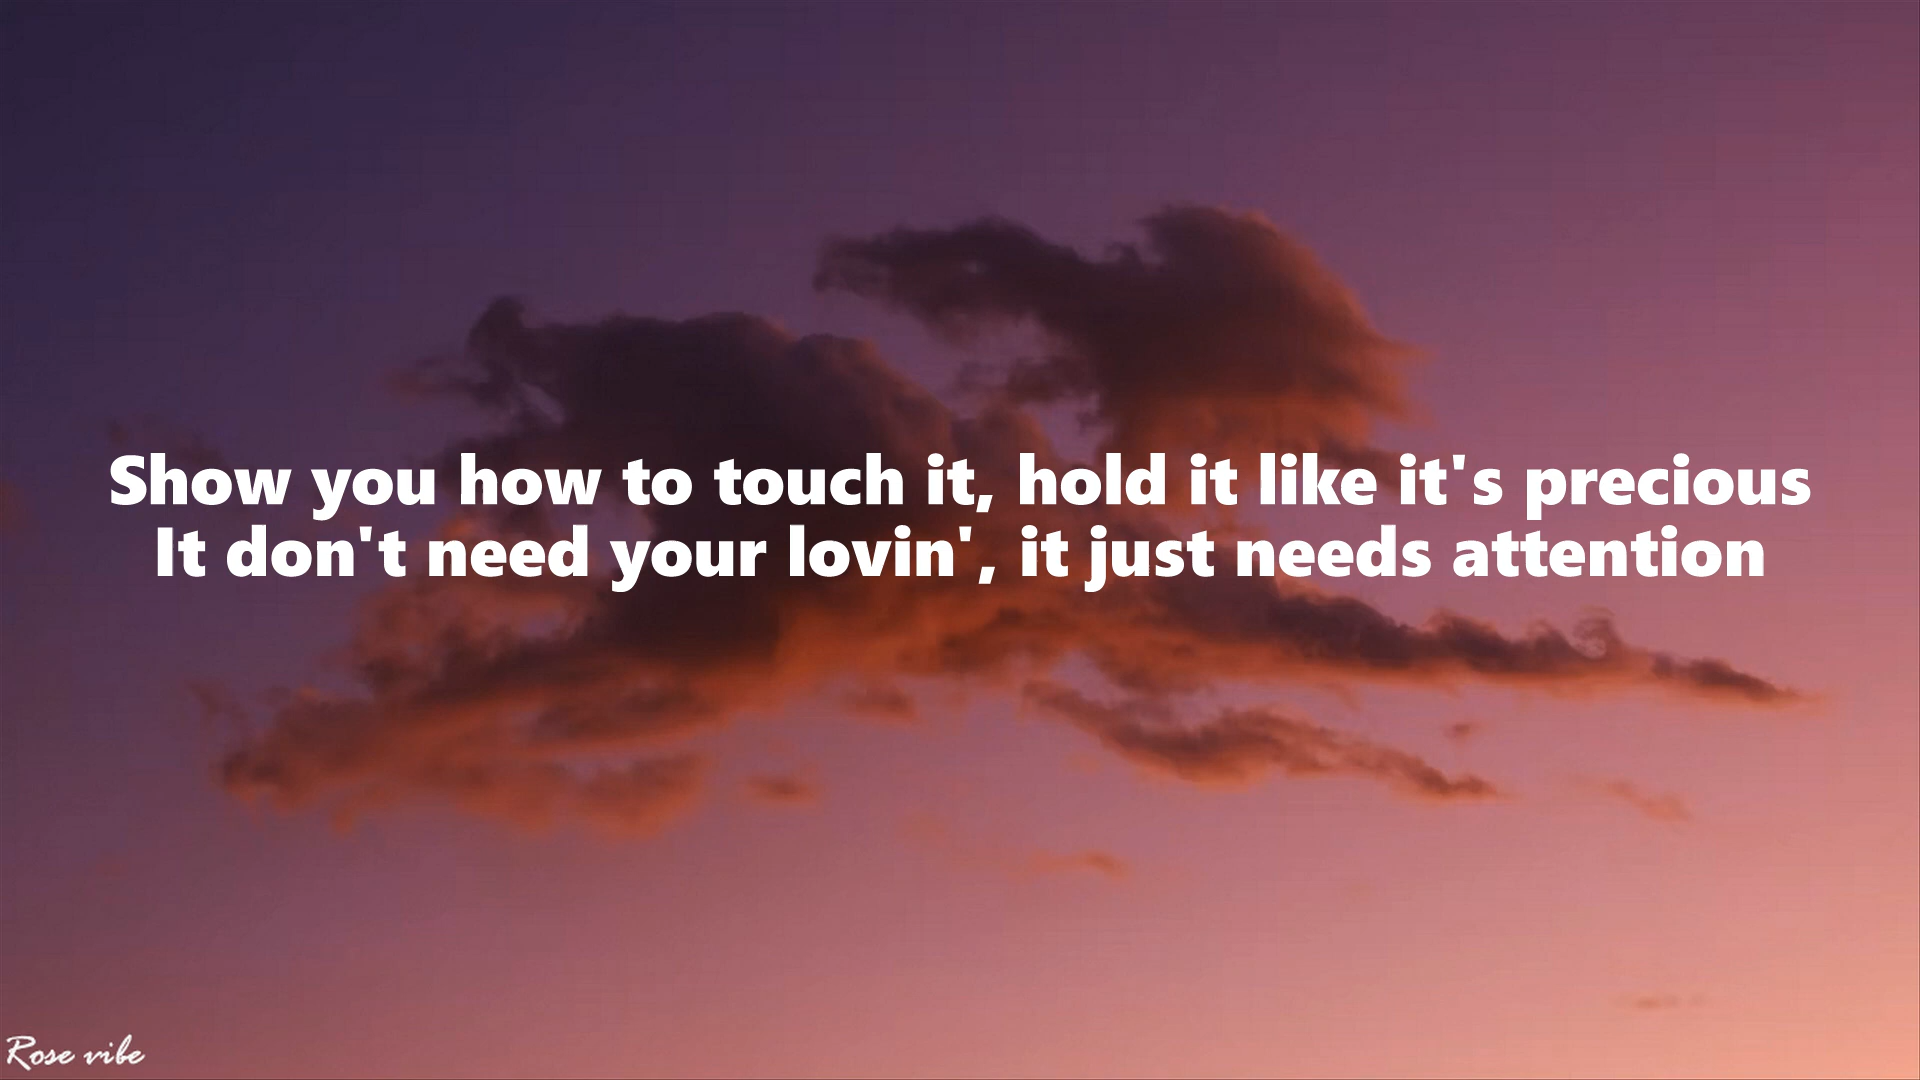 Show you how to touch it, hold it like it's precious
It don't need your lovin', it just needs attention
Rose vibe